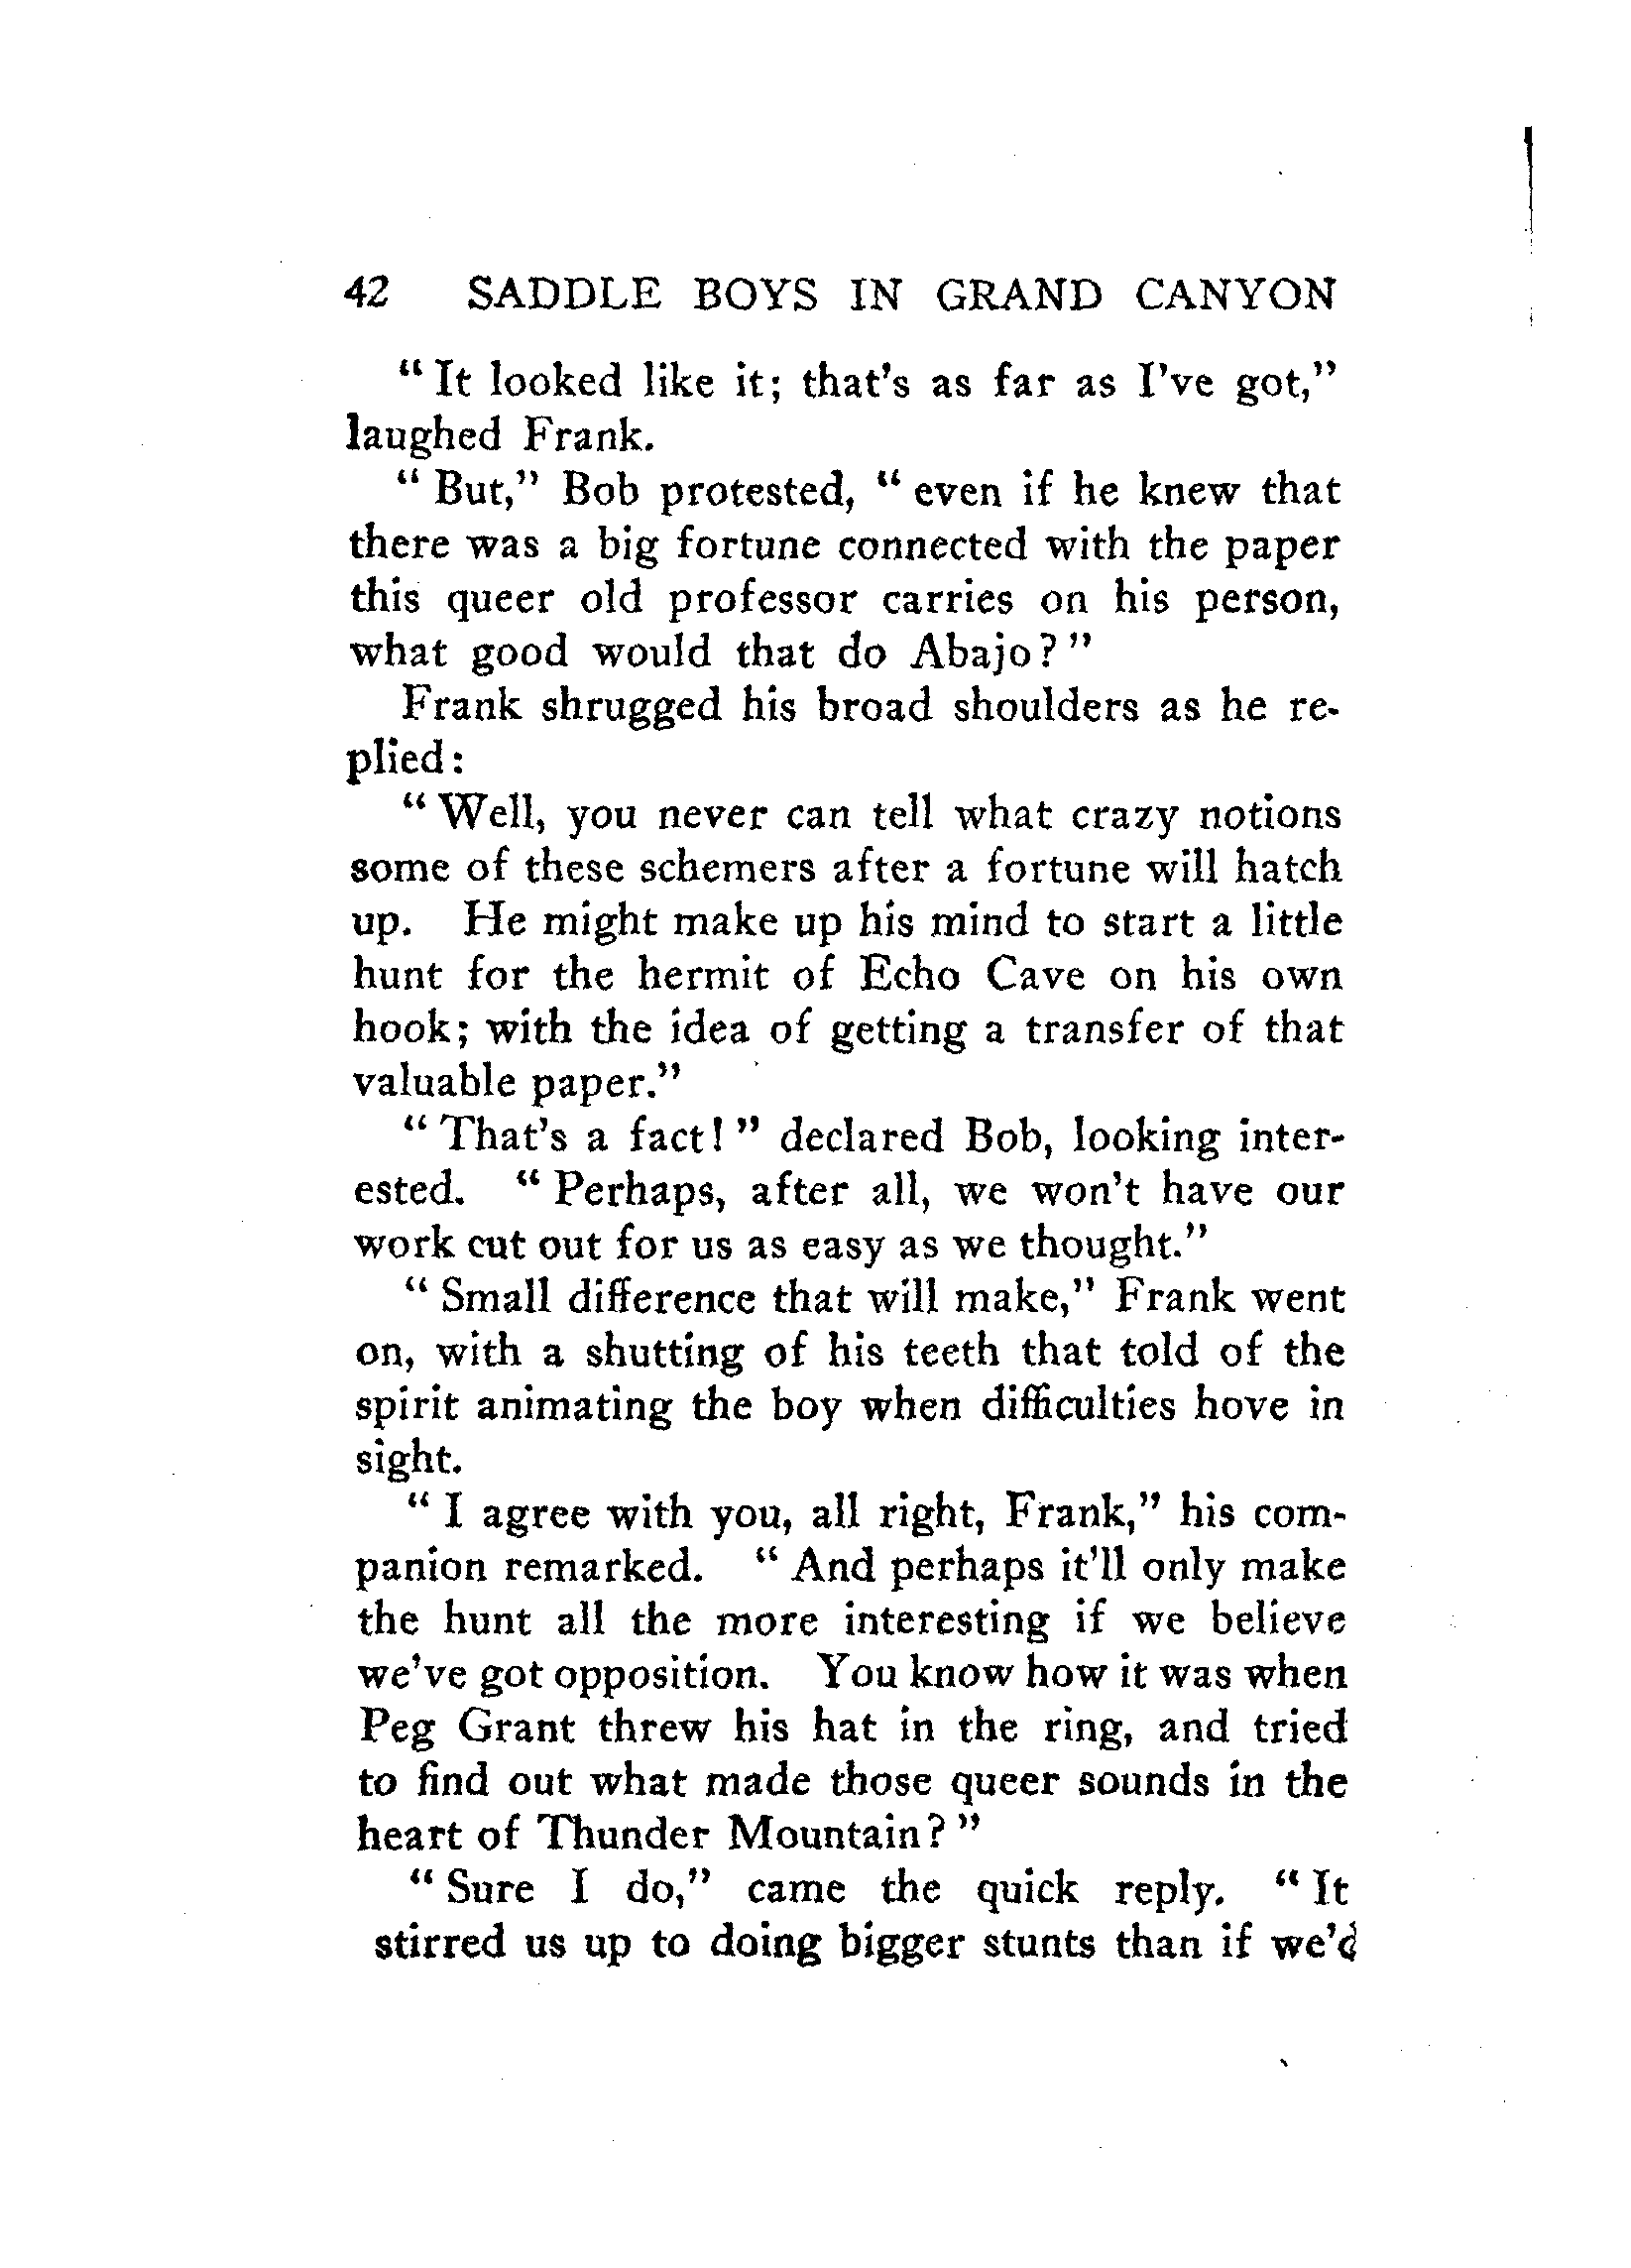 42 SADDLE BOYS IN GRAND CANYON
"It looked like it; that's as far as I've got,"
laughed Frank.
"But," Bob protested, "even if he knew that
there was a big fortune connected with the paper
this queer old professor carries on his person,
what good would that do Abajo?"
Frank shrugged his broad shoulders as he re-
plied:
"Well, you never can tell what crazy notions
some of these schemers after a fortune will hatch
up. He might make up his mind to start a little
hunt for the hermit of Echo Cave on his own
hook; with the idea of getting a transfer of that
valuable paper."
"That's a fact!" declared Bob, looking inter-
ested. "Perhaps, after all, we won't have our
work cut out for us as easy as we thought."
"Small difference that will make," Frank went
on, with a shutting of his teeth that told of the
spirit animating the boy when difficulties hove in
sight.
"I agree with you, all right, Frank," his com-
panion remarked. "And perhaps it'll only make
the hunt all the more interesting if we believe
we've got opposition. You know how it was when
Peg Grant threw his hat in the ring, and tried
to find out what made those queer sounds in the
heart of Thunder Mountain?"
"Sure I do," came the quick reply. "It
stirred us up to doing bigger stunts than if we'd